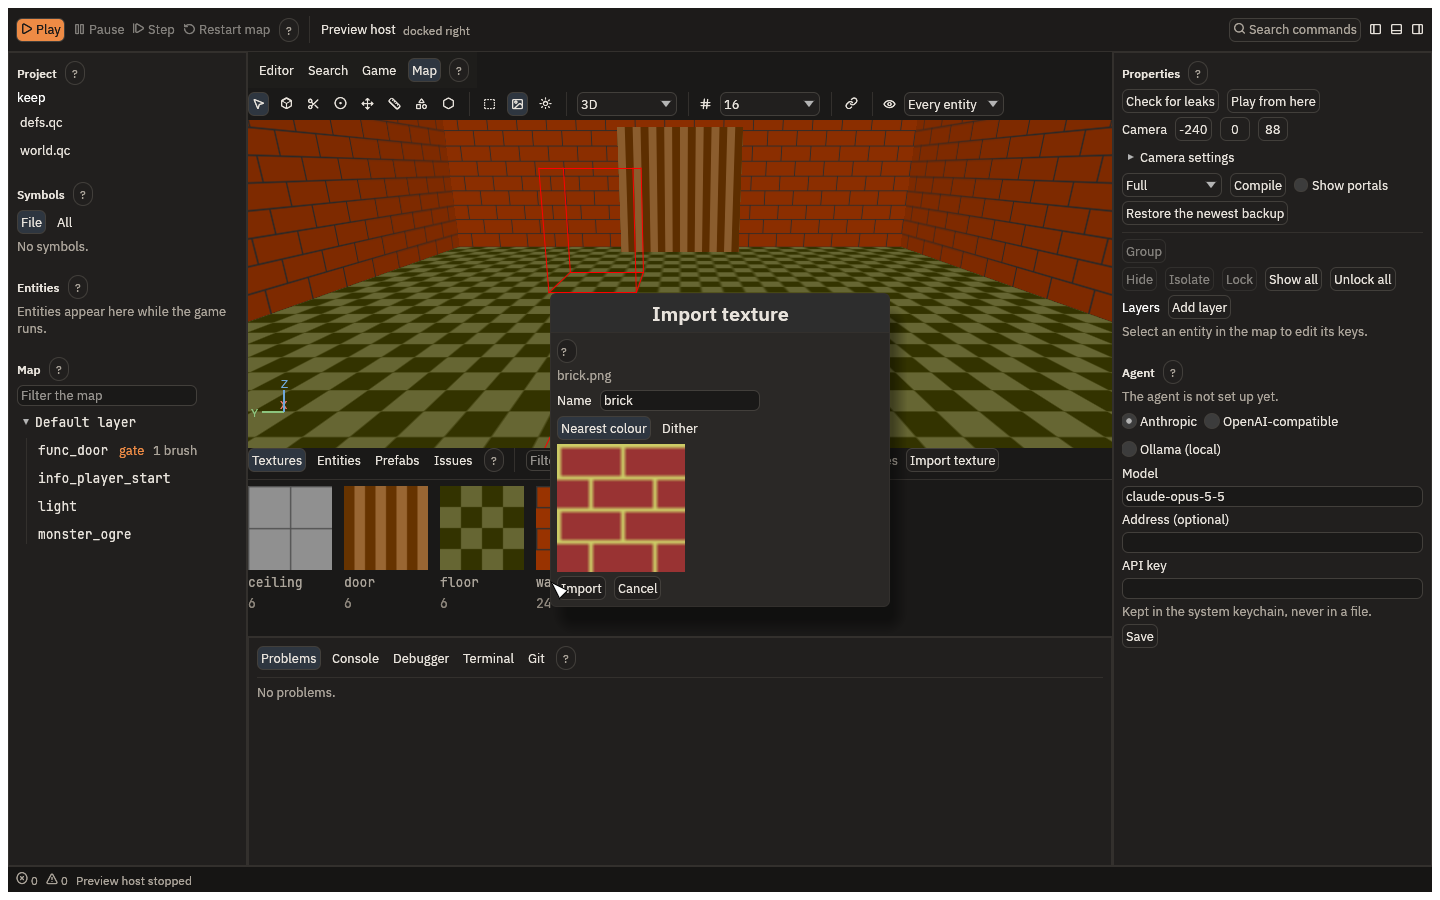 Play Pause Step Restart map ? Preview host docked right Search commands
Project ?
keep
defs.qc
world.qc
Symbols ?
File All
No symbols.
Entities ?
Entities appear here while the game
runs.
Map ?
Filter the map
Default layer
func_door gate 1 brush
info_player_start
light
monster_ogre
Editor Search Game Map ?
3D # 16 Every entity
Z
Y X
Import texture
?
brick.png
Name brick
Nearest colour Dither
Import Cancel
Textures Entities Prefabs Issues ? Import texture
ceiling door floor
6 6 6 24
Problems Console Debugger Terminal Git ?
No problems.
Properties ?
Check for leaks Play from here
Camera -240 0 88
Camera settings
Full Compile Show portals
Restore the newest backup
Group
Hide Isolate Lock Show all Unlock all
Layers Add layer
Select an entity in the map to edit its keys.
Agent ?
The agent is not set up yet.
Anthropic OpenAI-compatible
Ollama (local)
Model
claude-opus-5-5
Address (optional)
API key
Kept in the system keychain, never in a file.
Save
0 0 Preview host stopped